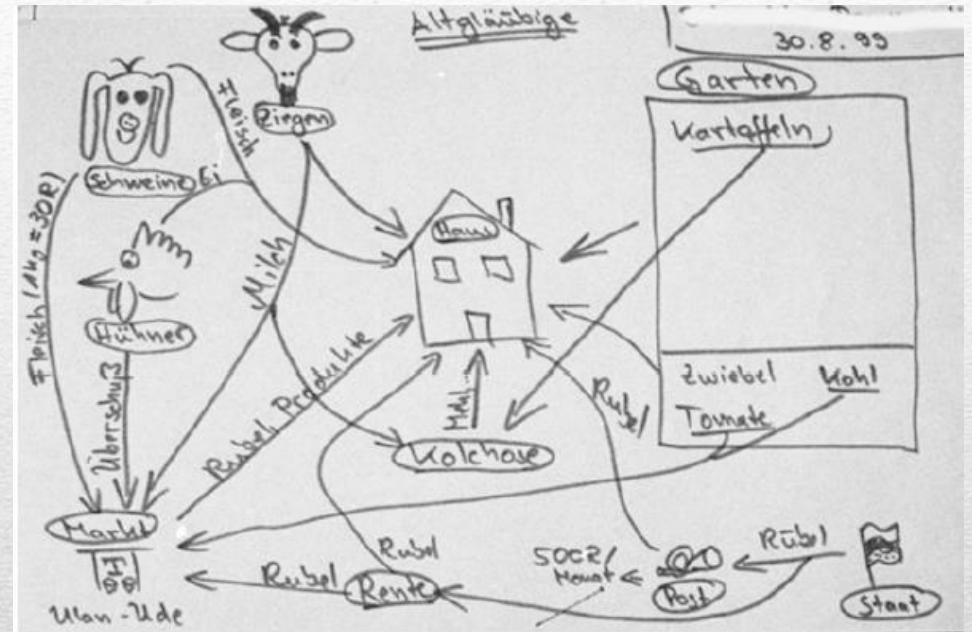 Altgläubige
30.8.99
Garten
Kartoffeln
Fleisch
Ziegen
Schweine
Ei
Fleisch (1kg = 30R)
Haus
Milch
Hühner
Überschuß
Rubel, Produkte
Mehl
Kolchose
Rubel
Zwiebel
Kohl
Tomate
Markt
Ulan-Ude
Rubel
Rente
Rubel
500R/
Monat
Post
Rubel
Staat